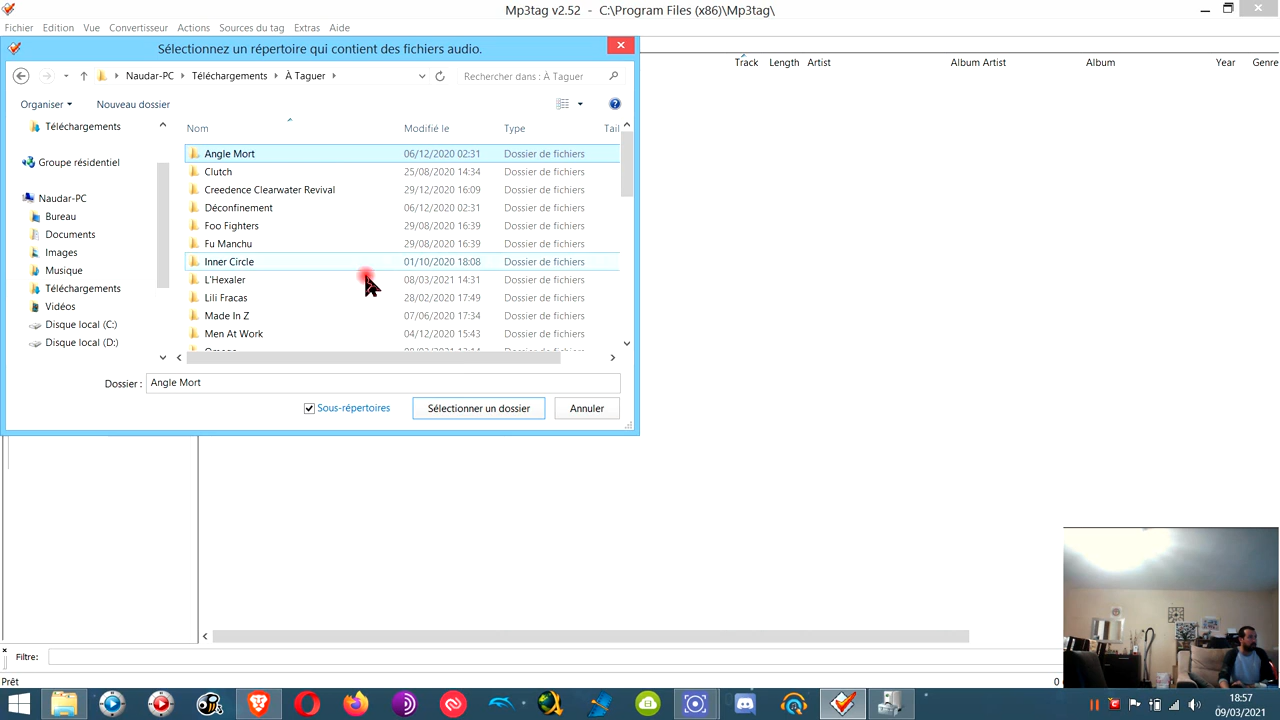 Mp3tag v2.52 - C:\Program Files (x86)\Mp3tag\
Fichier Edition Vue Convertisseur Actions Sources du tag Extras Aide
Sélectionnez un répertoire qui contient des fichiers audio.
Track Length Artist Album Artist Album Year Genre
Naudar-PC Téléchargements À Taguer Rechercher dans : À Taguer
Organiser Nouveau dossier
Téléchargements
Groupe résidentiel
Naudar-PC
Bureau
Documents
Images
Musique
Téléchargements
Vidéos
Disque local (C:)
Disque local (D:)
Nom Modifié le Type Tail
Angle Mort 06/12/2020 02:31 Dossier de fichiers
Clutch 25/08/2020 14:34 Dossier de fichiers
Creedence Clearwater Revival 29/12/2020 16:09 Dossier de fichiers
Déconfinement 06/12/2020 02:31 Dossier de fichiers
Foo Fighters 29/08/2020 16:39 Dossier de fichiers
Fu Manchu 29/08/2020 16:39 Dossier de fichiers
Inner Circle 01/10/2020 18:08 Dossier de fichiers
L'Hexaler 08/03/2021 14:31 Dossier de fichiers
Lili Fracas 28/02/2020 17:49 Dossier de fichiers
Made In Z 07/06/2020 17:34 Dossier de fichiers
Men At Work 04/12/2020 15:43 Dossier de fichiers
Dossier : Angle Mort
Sous-répertoires Sélectionner un dossier Annuler
Filtre:
Prêt 0
18:57
09/03/2021